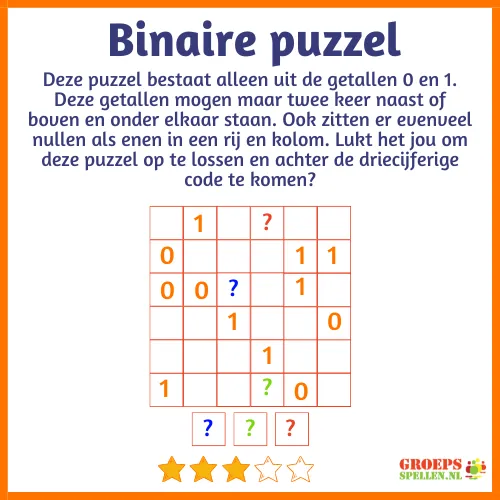 Binaire puzzel
Deze puzzel bestaat alleen uit de getallen 0 en 1.
Deze getallen mogen maar twee keer naast of
boven en onder elkaar staan. Ook zitten er evenveel
nullen als enen in een rij en kolom. Lukt het jou om
deze puzzel op te lossen en achter de driecijferige
code te komen?
1 ?
0 1 1
0 0 ? 1
1 0
1
1 ? 0
? ? ?
GROEPS
SPELLEN.NL